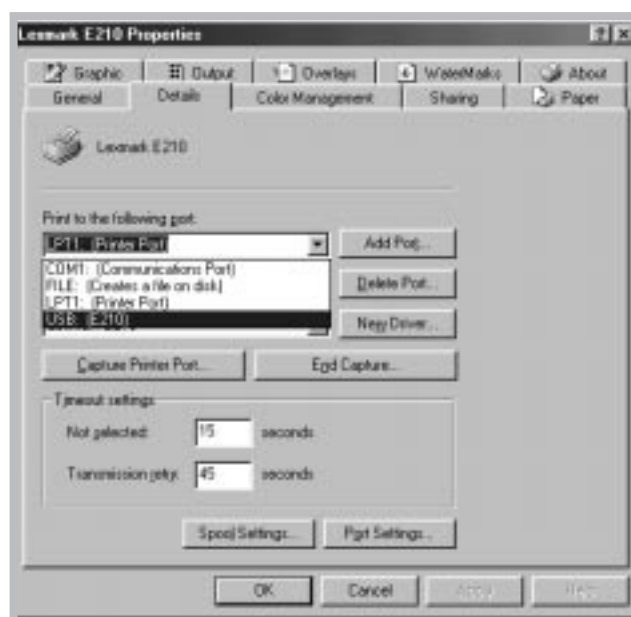 Lexmark E210 Properties
Graphic Output Overlays WaterMarks About
General Details Color Management Sharing Paper
Lexmark E210
Print to the following port:
LPT1: (Printer Port)
Add Port...
COM1: (Communications Port)
FILE: (Creates a file on disk)
LPT1: (Printer Port)
USB: (E210)
Delete Port...
New Driver...
Capture Printer Port...
End Capture...
Timeout settings
Not selected: 15 seconds
Transmission retry: 45 seconds
Spool Settings...
Port Settings...
OK Cancel Apply Help